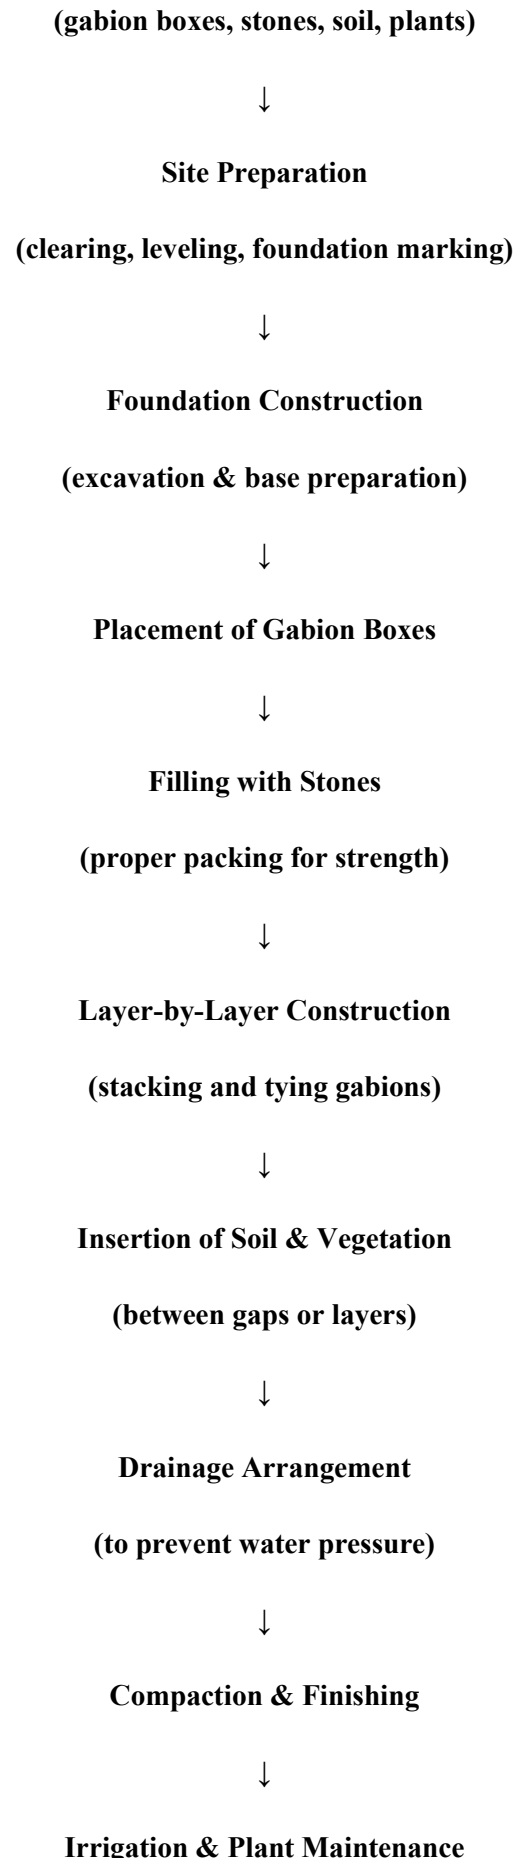 (gabion boxes, stones, soil, plants)
↓
Site Preparation
(clearing, leveling, foundation marking)
↓
Foundation Construction
(excavation & base preparation)
↓
Placement of Gabion Boxes
↓
Filling with Stones
(proper packing for strength)
↓
Layer-by-Layer Construction
(stacking and tying gabions)
↓
Insertion of Soil & Vegetation
(between gaps or layers)
↓
Drainage Arrangement
(to prevent water pressure)
↓
Compaction & Finishing
↓
Irrigation & Plant Maintenance